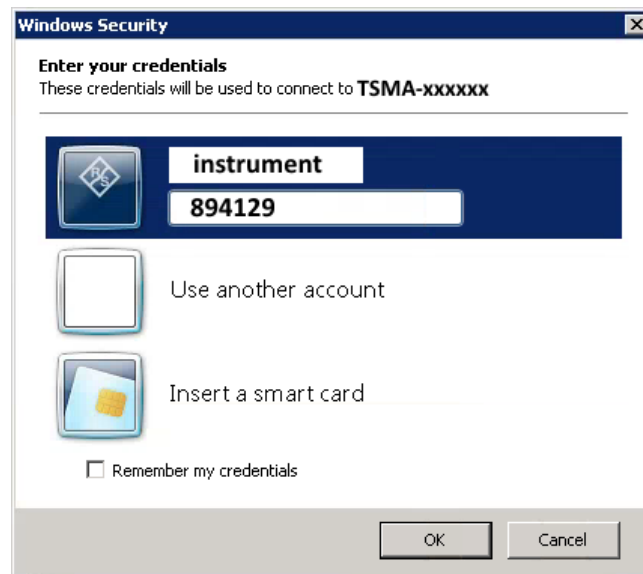 Windows Security
Enter your credentials
These credentials will be used to connect to TSMA-xxxxxx
R
S
instrument
894129
Use another account
Insert a smart card
Remember my credentials
OK
Cancel